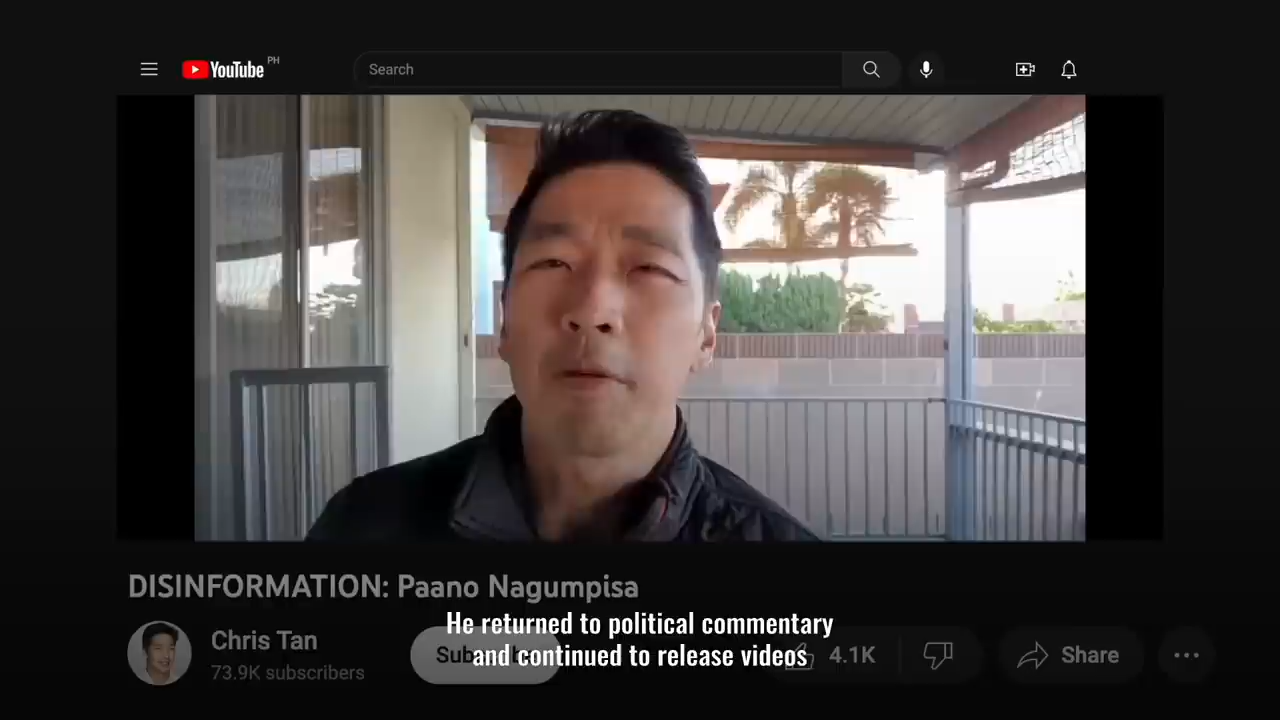 YouTube PH
Search
DISINFORMATION: Paano Nagumpisa
He returned to political commentary
and continued to release videos
Chris Tan
73.9K subscribers
4.1K
Share